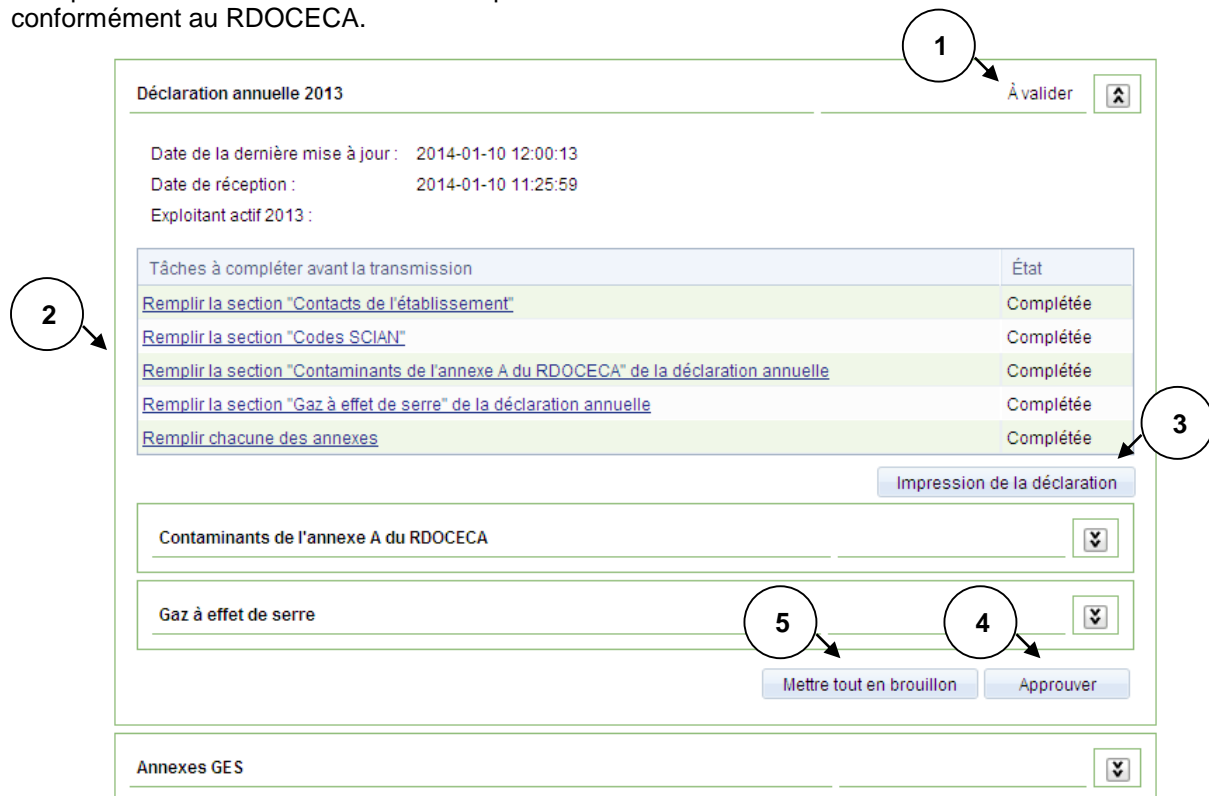 conformément au RDOCECA.
1
Déclaration annuelle 2013 À valider
Date de la dernière mise à jour : 2014-01-10 12:00:13
Date de réception : 2014-01-10 11:25:59
Exploitant actif 2013 :
Tâches à compléter avant la transmission État
2
Remplir la section "Contacts de l'établissement" Complétée
Remplir la section "Codes SCIAN" Complétée
Remplir la section "Contaminants de l'annexe A du RDOCECA" de la déclaration annuelle Complétée
Remplir la section "Gaz à effet de serre" de la déclaration annuelle Complétée
Remplir chacune des annexes Complétée
3
Impression de la déclaration
Contaminants de l'annexe A du RDOCECA
Gaz à effet de serre
5 4
Mettre tout en brouillon Approuver
Annexes GES